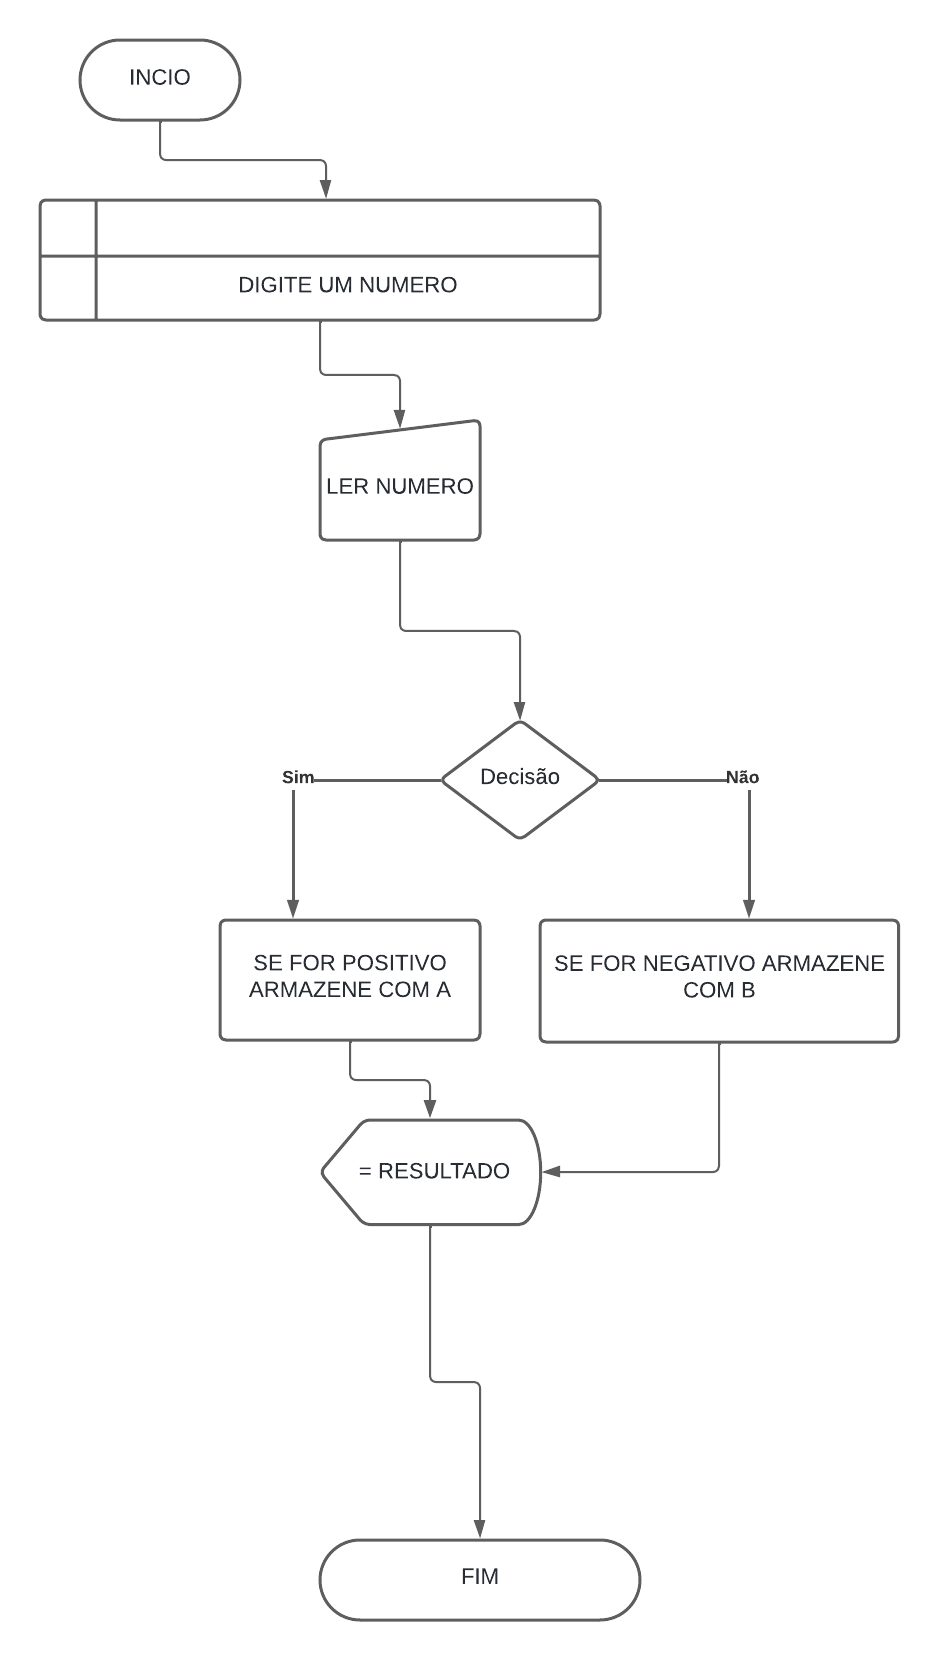 INCIO
DIGITE UM NUMERO
LER NUMERO
Decisão
Sim
Não
SE FOR POSITIVO
ARMAZENE COM A
SE FOR NEGATIVO ARMAZENE
COM B
= RESULTADO
FIM